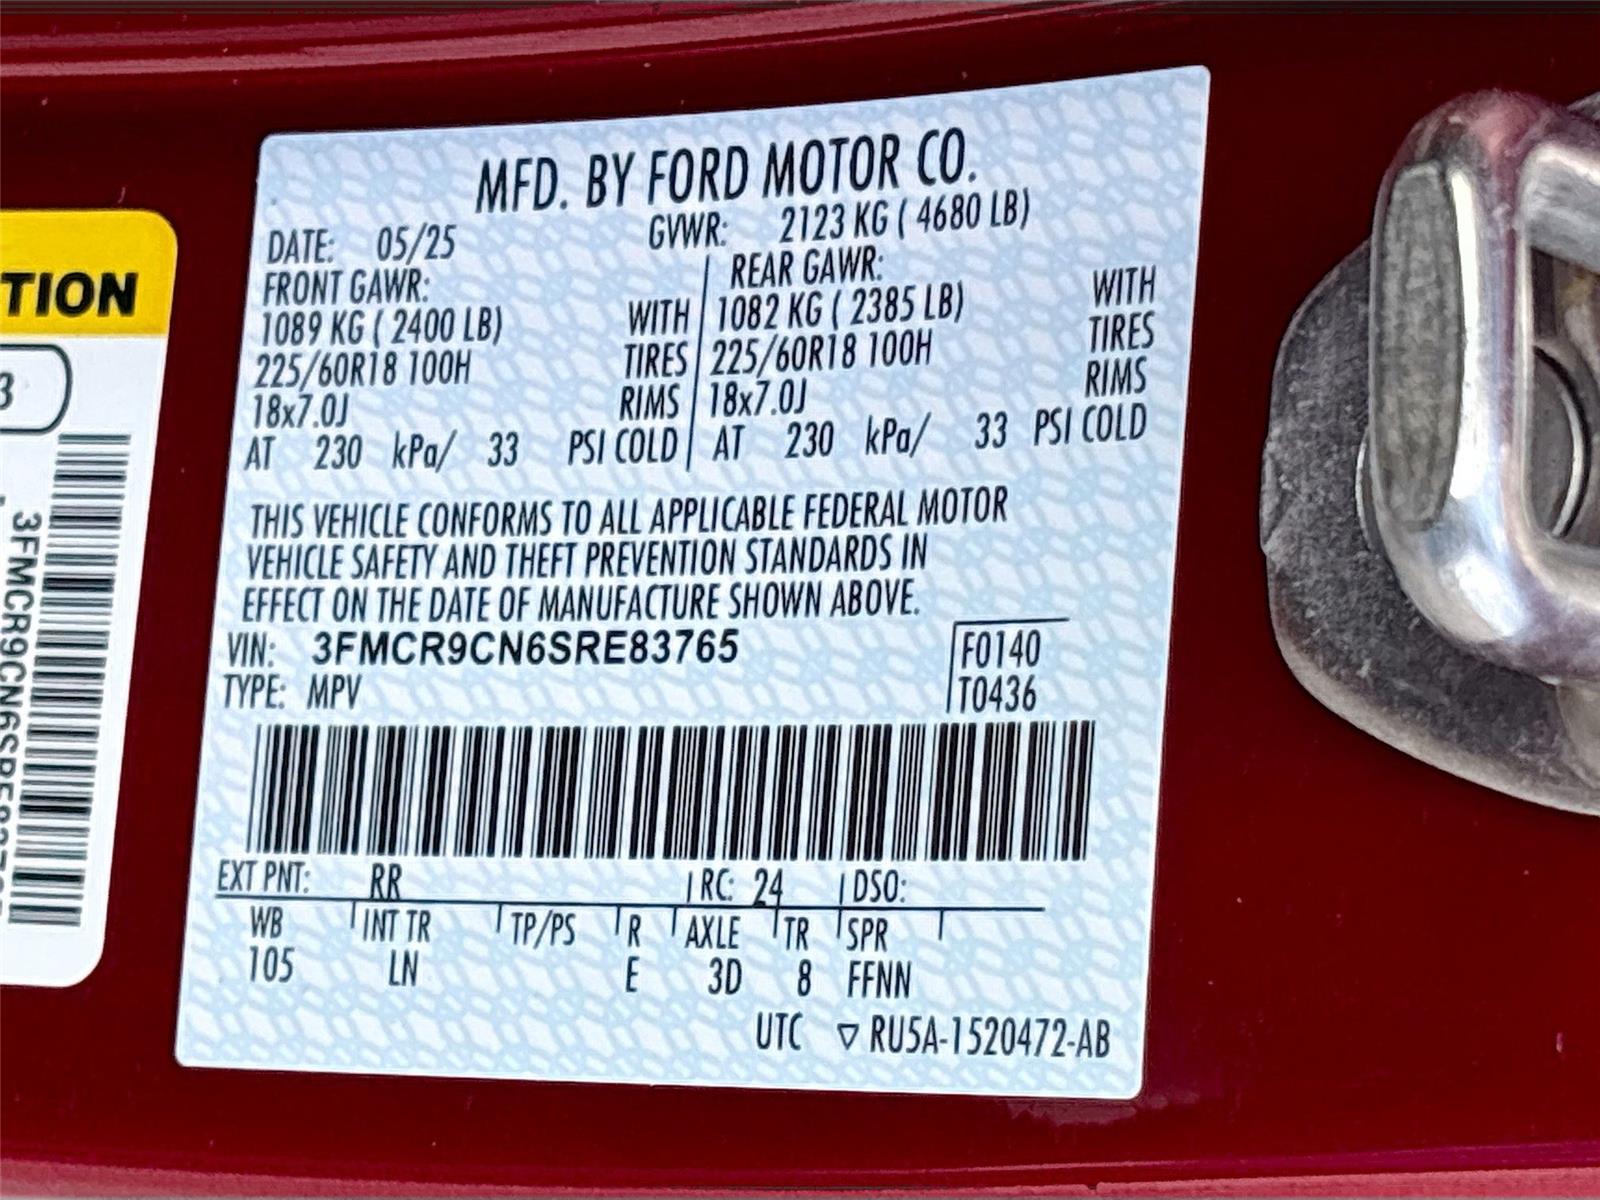 MFD. BY FORD MOTOR CO.
DATE: 05/25 GVWR: 2123 KG ( 4680 LB)
FRONT GAWR: REAR GAWR:
1089 KG ( 2400 LB) WITH 1082 KG ( 2385 LB) WITH
225/60R18 100H TIRES 225/60R18 100H TIRES
18x7.0J RIMS 18x7.0J RIMS
AT 230 kPa/ 33 PSI COLD AT 230 kPa/ 33 PSI COLD
THIS VEHICLE CONFORMS TO ALL APPLICABLE FEDERAL MOTOR
VEHICLE SAFETY AND THEFT PREVENTION STANDARDS IN
EFFECT ON THE DATE OF MANUFACTURE SHOWN ABOVE.
VIN: 3FMCR9CN6SRE83765 F0140
TYPE: MPV T0436
EXT PNT: RR RC: 24 DSO:
WB INT TR TP/PS R AXLE TR SPR
105 LN E 3D 8 FFNN
UTC ▽ RU5A-1520472-AB
TION
3
3FMCR9CN6SRE83765